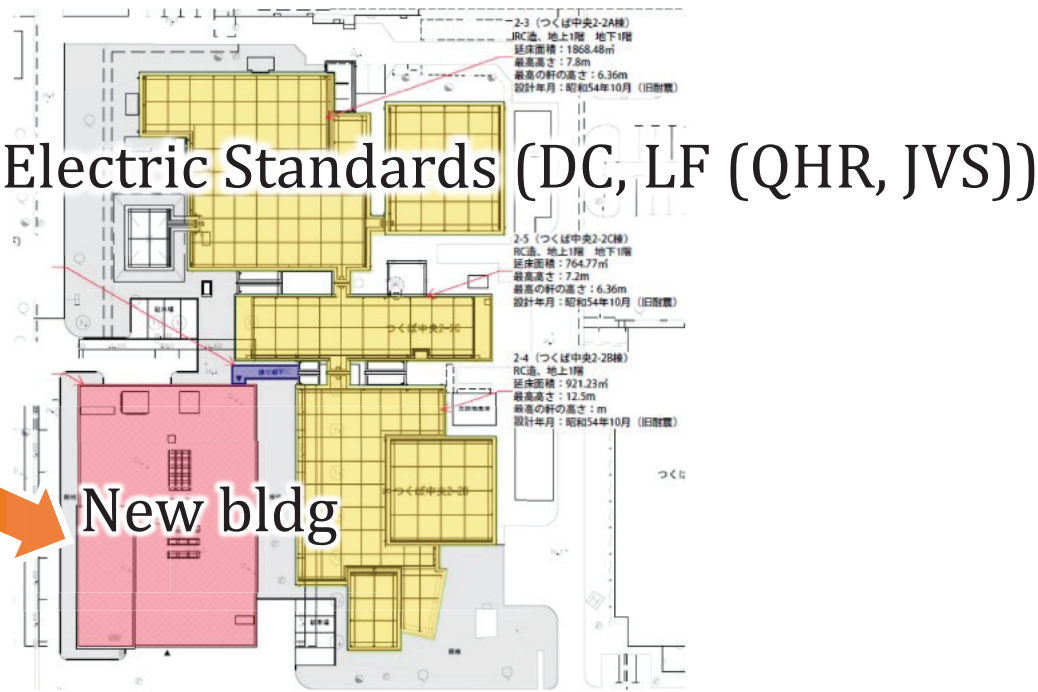 2-3（つくば中央2-2A棟）
RC造、地上1階 地下1階
延床面積：1868.48㎡
最高高さ：7.8m
最高の軒の高さ：6.36m
設計年月：昭和54年10月（旧耐震）
Electric Standards (DC, LF (QHR, JVS))
2-5（つくば中央2-2C棟）
RC造、地上1階 地下1階
延床面積：764.77㎡
最高高さ：7.2m
最高の軒の高さ：6.36m
設計年月：昭和54年10月（旧耐震）
駐車場
つくば中央2-2C
2-4（つくば中央2-2B棟）
RC造、地上1階
延床面積：921.23㎡
最高高さ：12.5m
最高の軒の高さ：m
設計年月：昭和54年10月（旧耐震）
つくば
つくば中央2-2B
New bldg
駐車場